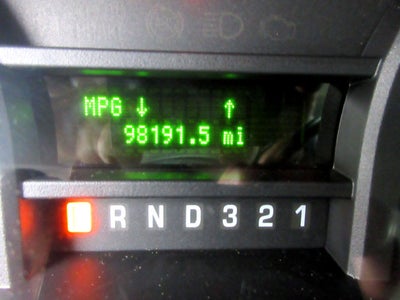 MPG ↓ ↑
98191.5 mi
R N D 3 2 1